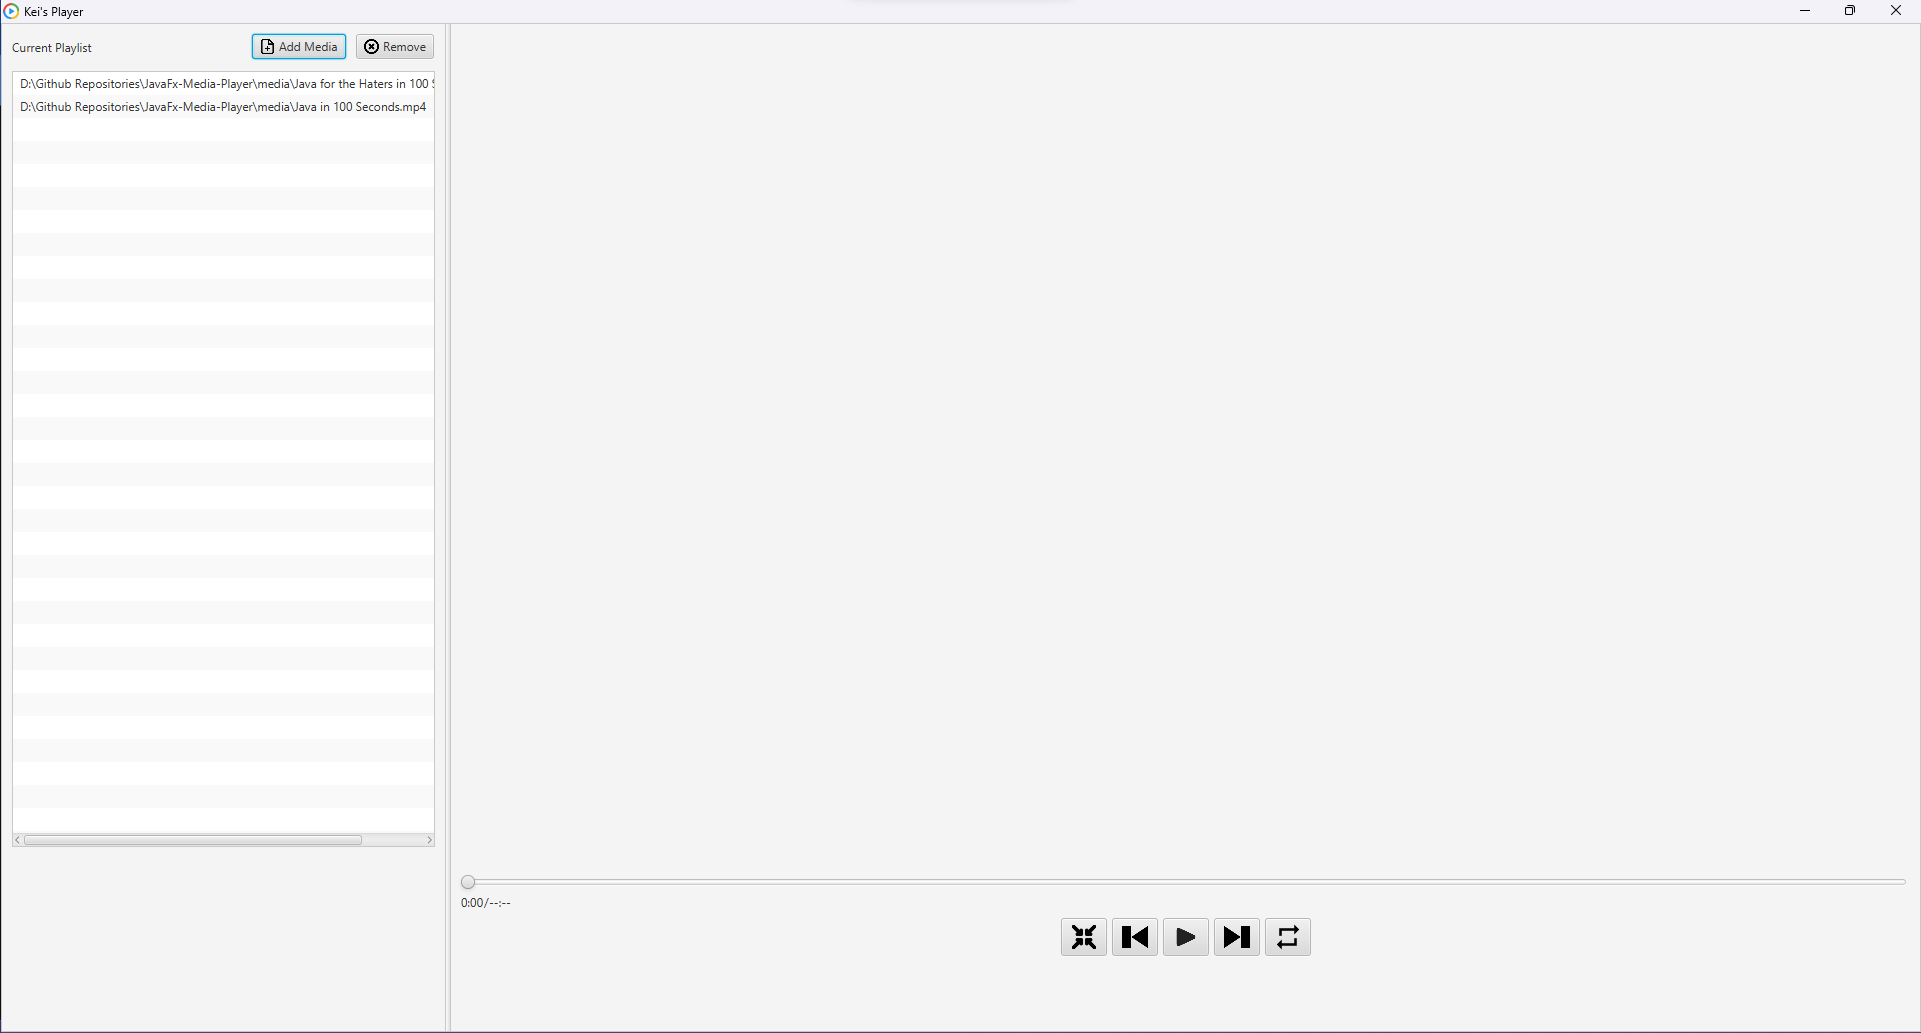 Kei's Player
Current Playlist
Add Media
Remove
D:\Github Repositories\JavaFx-Media-Player\media\Java for the Haters in 100
D:\Github Repositories\JavaFx-Media-Player\media\Java in 100 Seconds.mp4
0:00/--:--